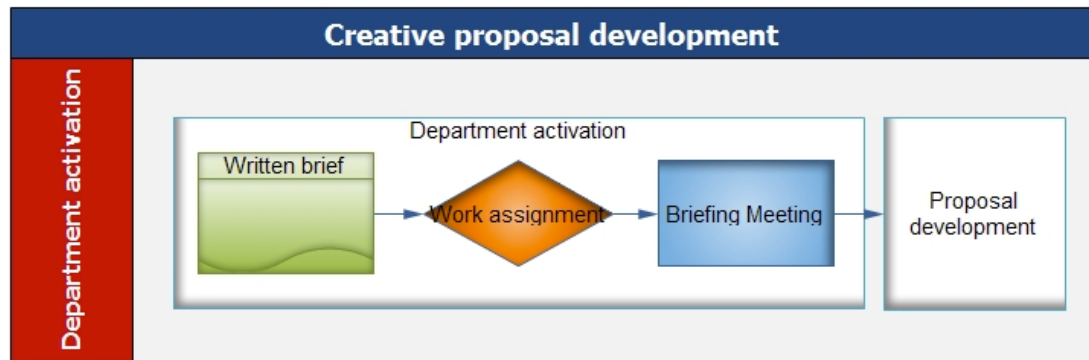 Creative proposal development
Department activation
Department activation
Written brief
Work assignment
Briefing Meeting
Proposal
development